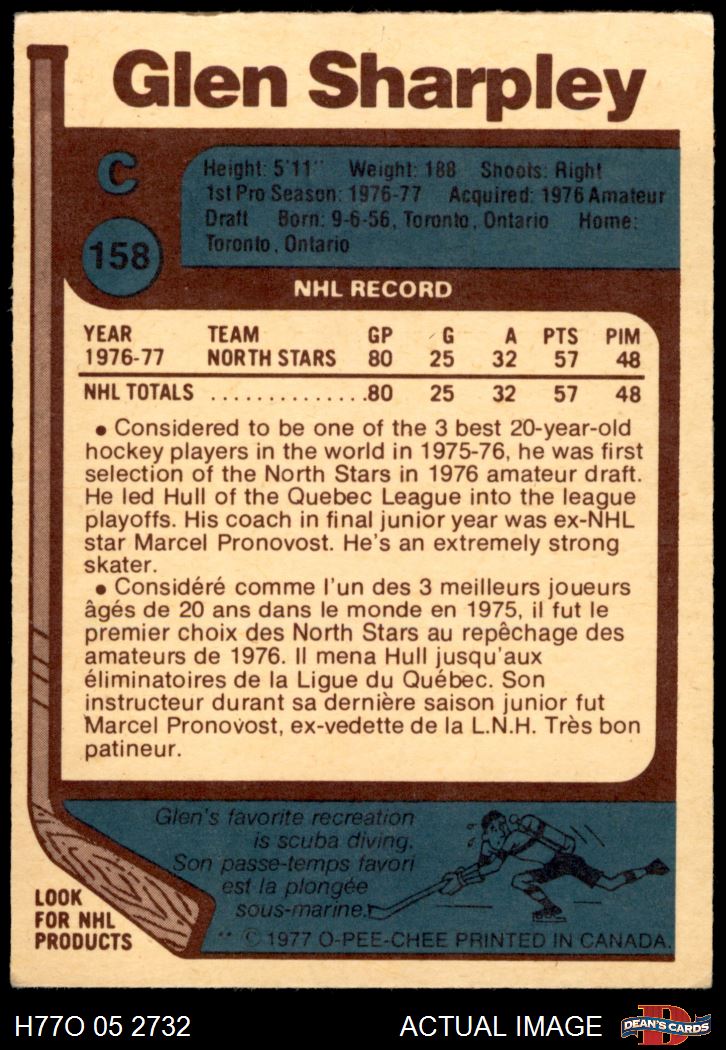 Glen Sharpley
C
Height: 5'11" Weight: 188 Shoots: Right
1st Pro Season: 1976-77 Acquired: 1976 Amateur
Draft Born: 9-6-56, Toronto, Ontario Home:
Toronto, Ontario
158
NHL RECORD
YEAR TEAM GP G A PTS PIM
1976-77 NORTH STARS 80 25 32 57 48
NHL TOTALS ..............80 25 32 57 48
• Considered to be one of the 3 best 20-year-old
hockey players in the world in 1975-76, he was first
selection of the North Stars in 1976 amateur draft.
He led Hull of the Quebec League into the league
playoffs. His coach in final junior year was ex-NHL
star Marcel Pronovost. He's an extremely strong
skater.
• Considéré comme l'un des 3 meilleurs joueurs
âgés de 20 ans dans le monde en 1975, il fut le
premier choix des North Stars au repêchage des
amateurs de 1976. Il mena Hull jusqu'aux
éliminatoires de la Ligue du Québec. Son
instructeur durant sa dernière saison junior fut
Marcel Pronovost, ex-vedette de la L.N.H. Très bon
patineur.
Glen's favorite recreation
is scuba diving.
Son passe-temps favori
est la plongée
sous-marine.
LOOK
FOR NHL
PRODUCTS
** © 1977 O-PEE-CHEE PRINTED IN CANADA.
H77O 05 2732 ACTUAL IMAGE
D
DEAN'S CARDS